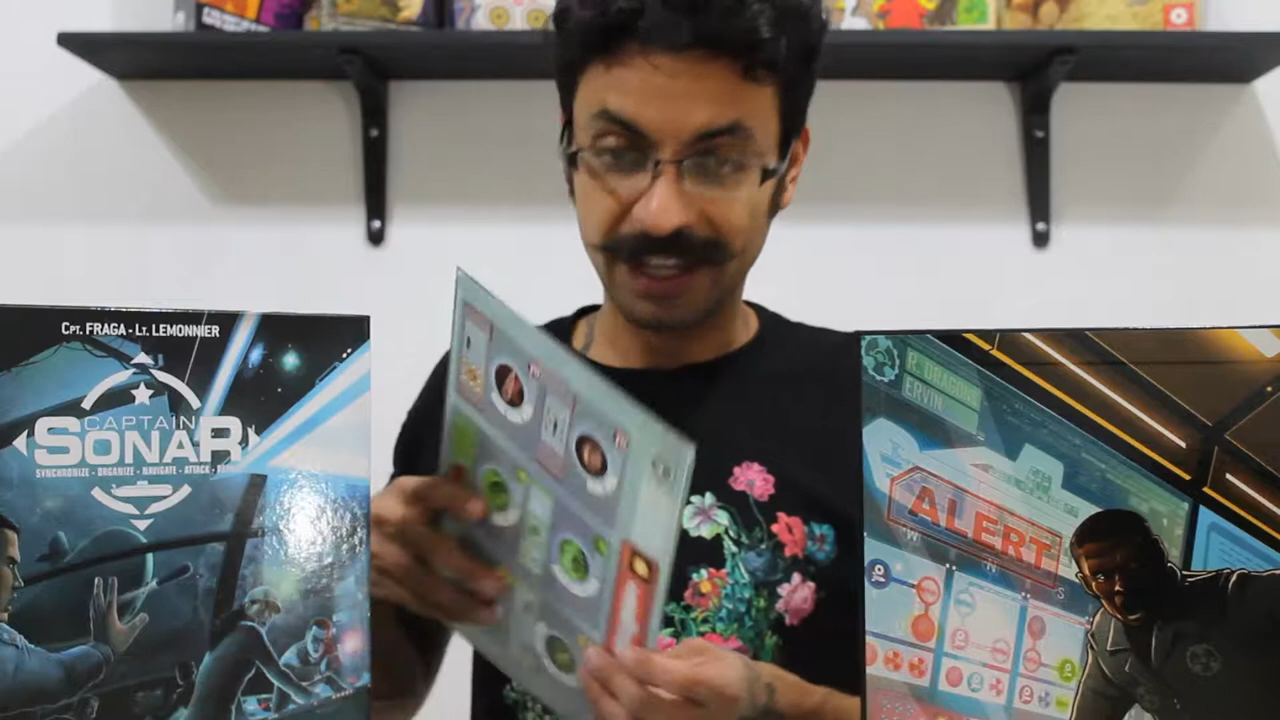 CPT. FRAGA - LT. LEMONNIER
CAPTAIN
SONAR
SYNCHRONIZE - ORGANIZE - NAVIGATE - ATTACK -
R. DRAGONS
ERVIN
ALERT
W
N
S